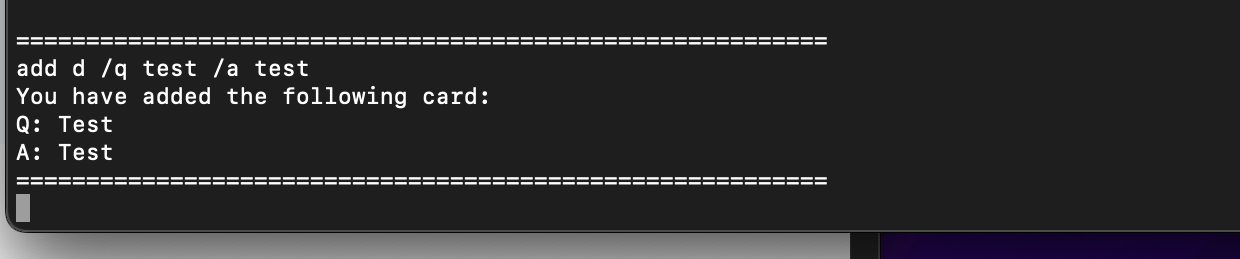 ==========================================================
add d /q test /a test
You have added the following card:
Q: Test
A: Test
==========================================================